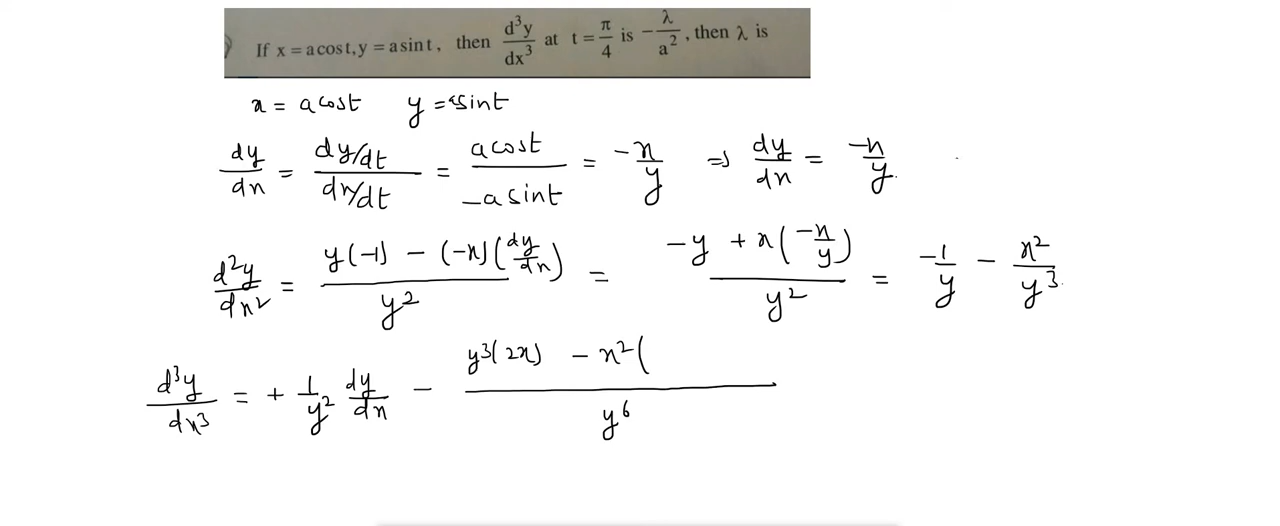 If x = a cos t, y = a sin t, then d³y/dx³ at t = π/4 is −λ/a², then λ is
x = a cost y = asint
dy/dx = (dy/dt)/(dx/dt) = a cost/−a sint = −x/y ⇒ dy/dx = −x/y.
d²y/dx² = (y(−1) − (−x)(dy/dx))/y² = (−y + x(−x/y))/y² = −1/y − x²/y³.
d³y/dx³ = + 1/y² dy/dx − (y³(2x) − x²(/y⁶